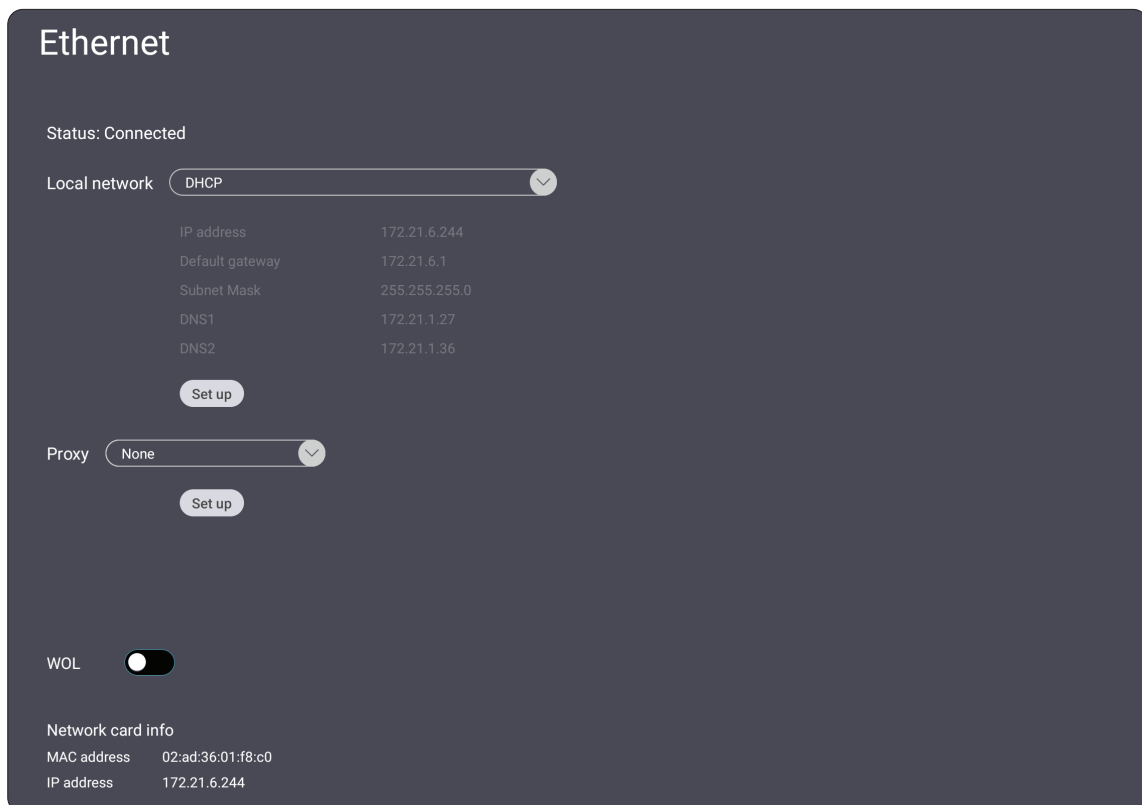 Ethernet
Status: Connected
Local network DHCP
IP address 172.21.6.244
Default gateway 172.21.6.1
Subnet Mask 255.255.255.0
DNS1 172.21.1.27
DNS2 172.21.1.36
Set up
Proxy None
Set up
WOL
Network card info
MAC address 02:ad:36:01:f8:c0
IP address 172.21.6.244